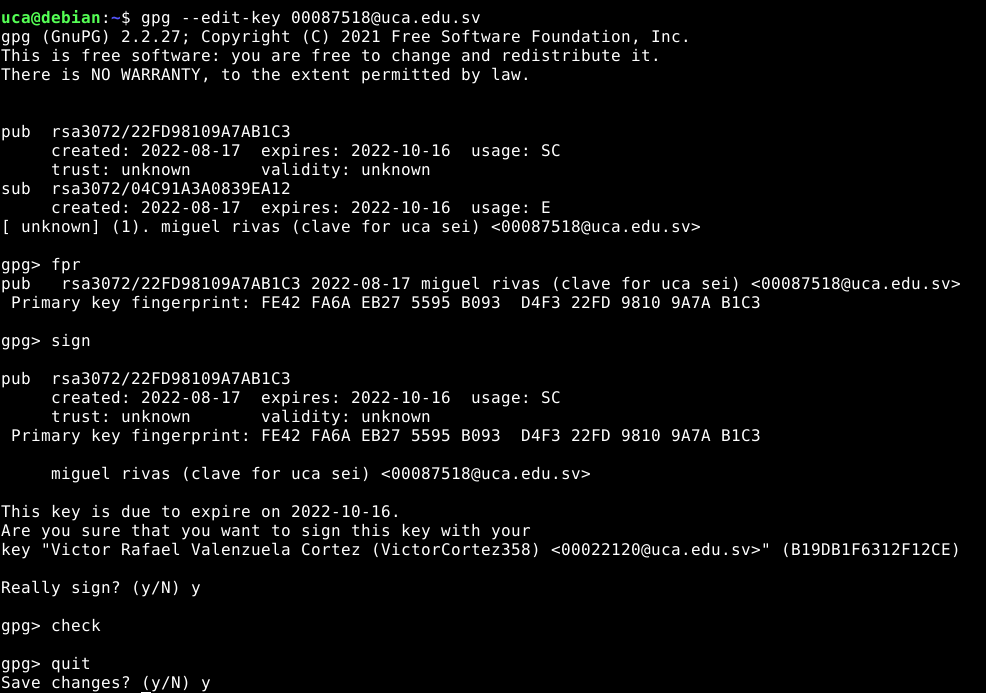 uca@debian:~$ gpg --edit-key 00087518@uca.edu.sv
gpg (GnuPG) 2.2.27; Copyright (C) 2021 Free Software Foundation, Inc.
This is free software: you are free to change and redistribute it.
There is NO WARRANTY, to the extent permitted by law.
pub  rsa3072/22FD98109A7AB1C3
     created: 2022-08-17  expires: 2022-10-16  usage: SC
     trust: unknown       validity: unknown
sub  rsa3072/04C91A3A0839EA12
     created: 2022-08-17  expires: 2022-10-16  usage: E
[ unknown] (1). miguel rivas (clave for uca sei) <00087518@uca.edu.sv>
gpg> fpr
pub   rsa3072/22FD98109A7AB1C3 2022-08-17 miguel rivas (clave for uca sei) <00087518@uca.edu.sv>
 Primary key fingerprint: FE42 FA6A EB27 5595 B093  D4F3 22FD 9810 9A7A B1C3
gpg> sign
pub  rsa3072/22FD98109A7AB1C3
     created: 2022-08-17  expires: 2022-10-16  usage: SC
     trust: unknown       validity: unknown
 Primary key fingerprint: FE42 FA6A EB27 5595 B093  D4F3 22FD 9810 9A7A B1C3
     miguel rivas (clave for uca sei) <00087518@uca.edu.sv>
This key is due to expire on 2022-10-16.
Are you sure that you want to sign this key with your
key "Victor Rafael Valenzuela Cortez (VictorCortez358) <00022120@uca.edu.sv>" (B19DB1F6312F12CE)
Really sign? (y/N) y
gpg> check
gpg> quit
Save changes? (y/N) y